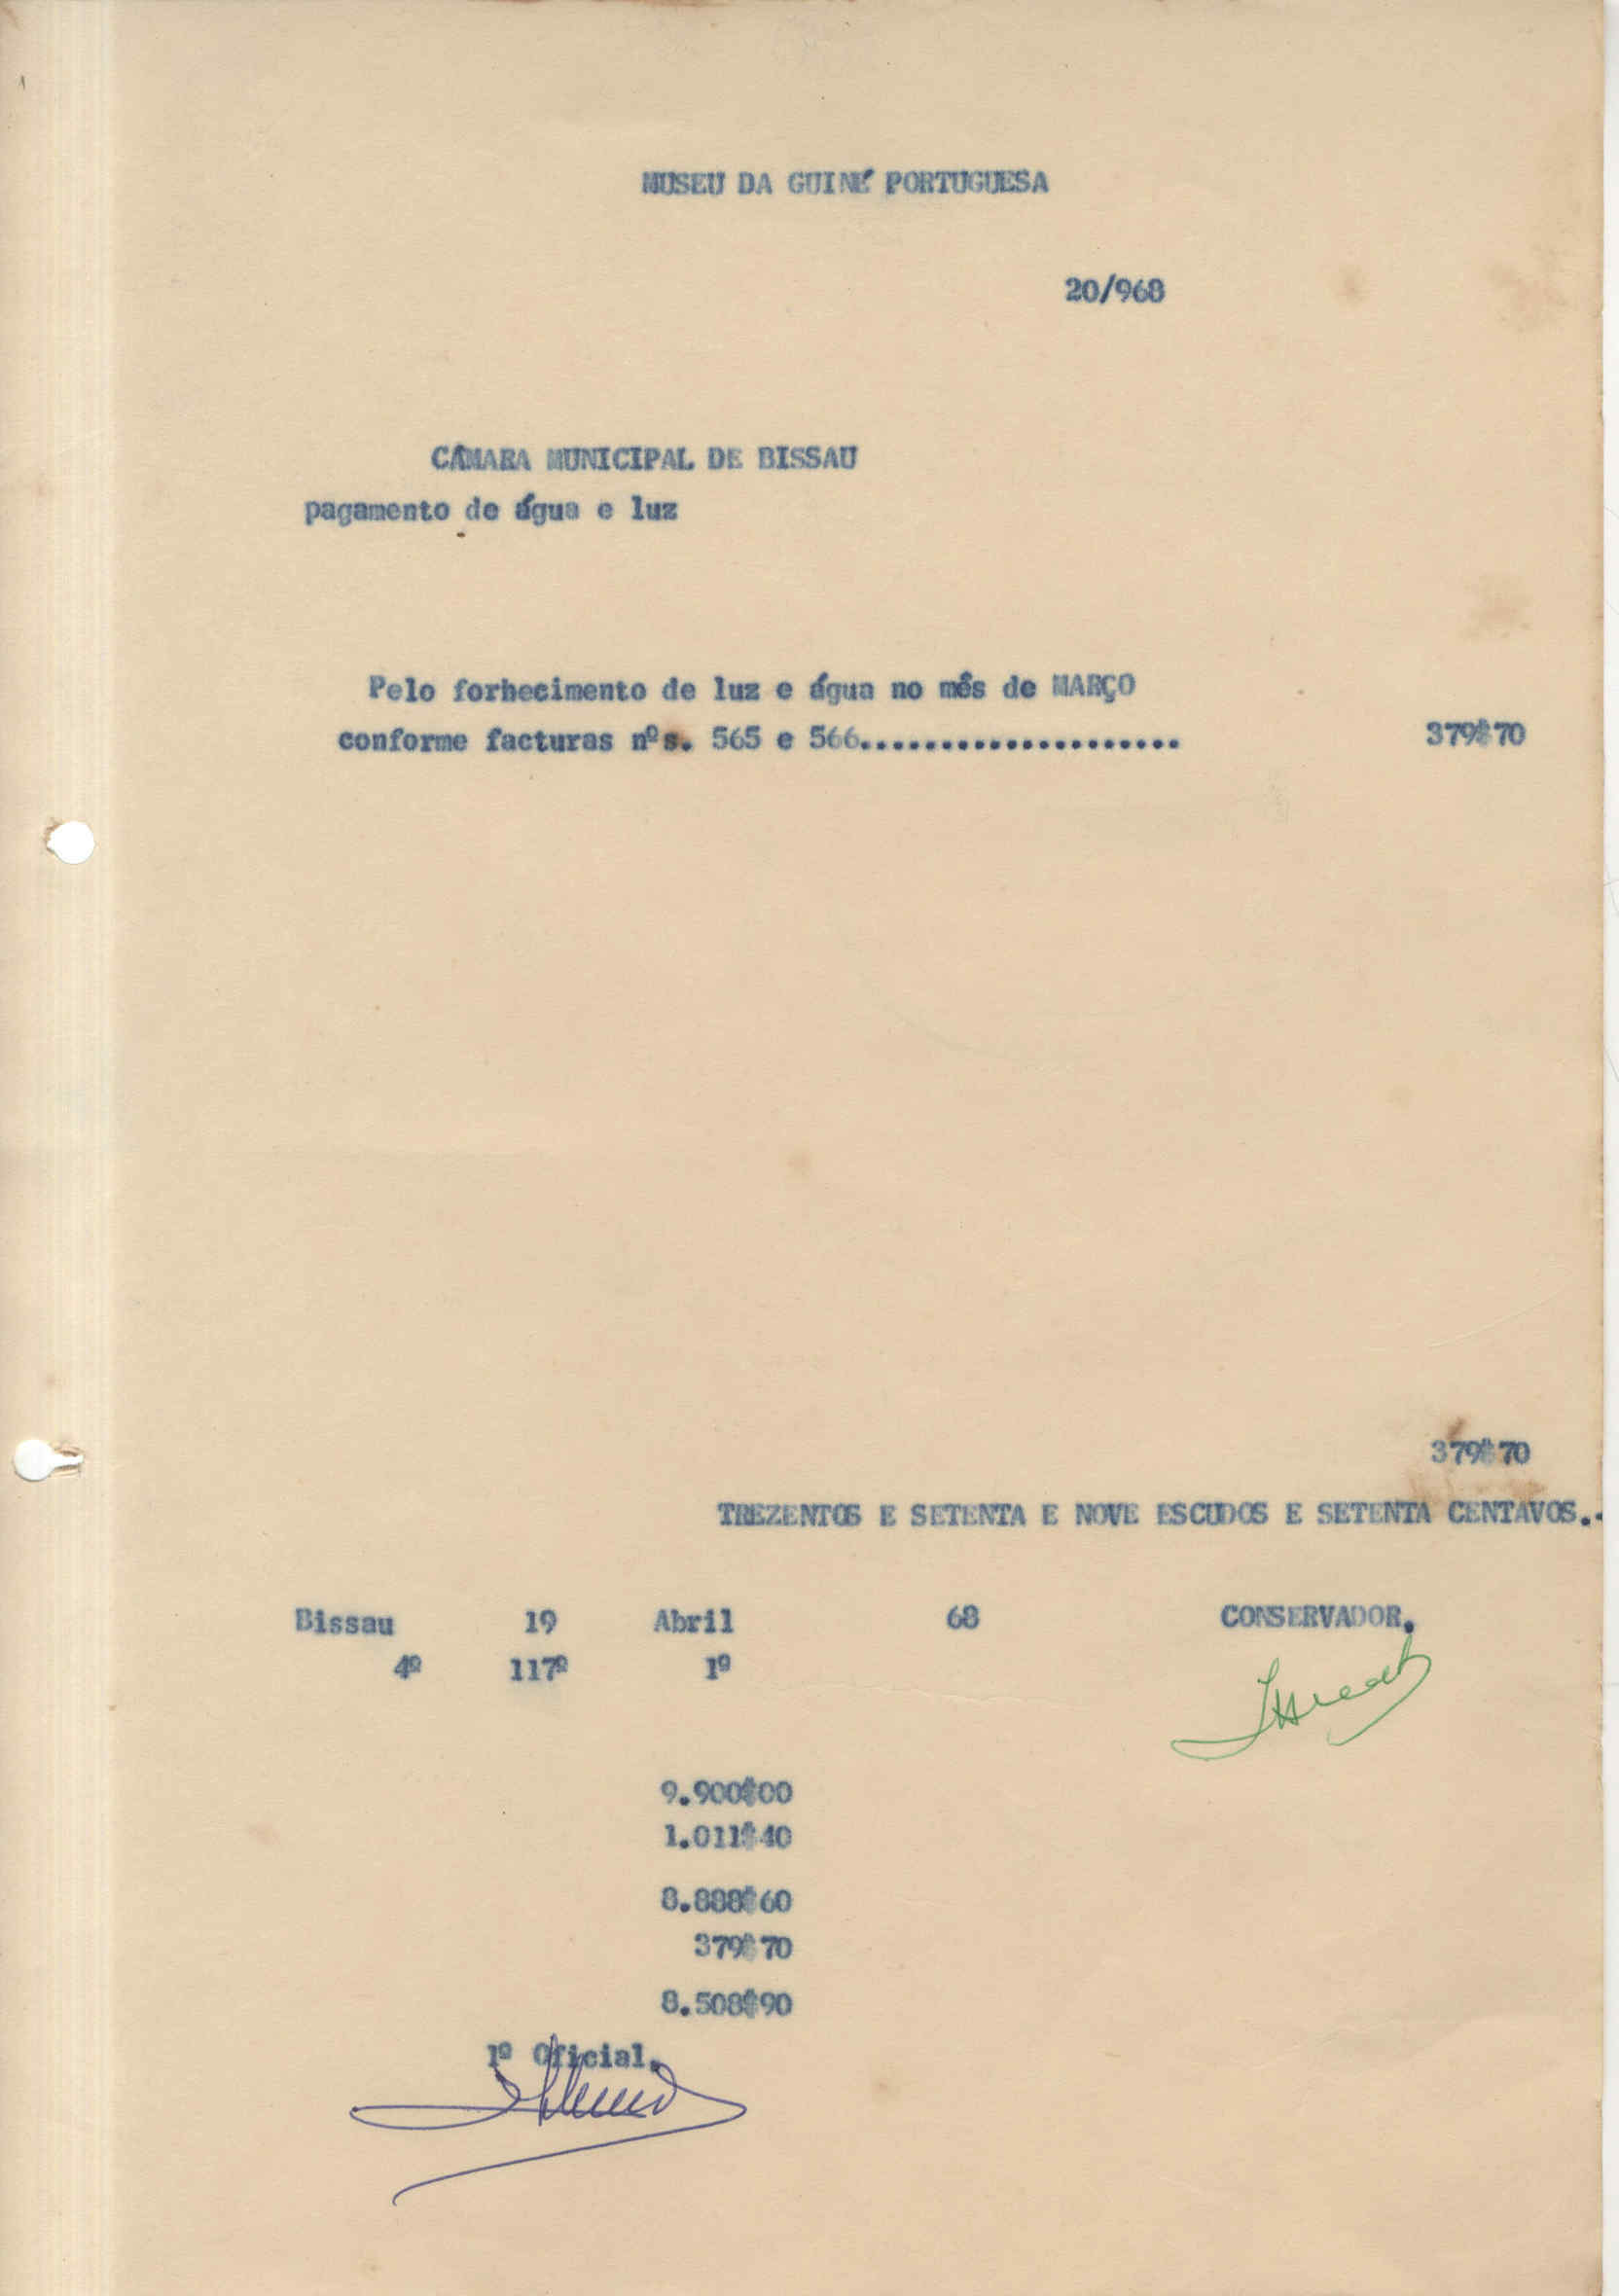 MUSEU DA GUINÉ PORTUGUESA
20/968
CÂMARA MUNICIPAL DE BISSAU
pagamento de água e luz
Pelo forhecimento de luz e água no mês de MARÇO
conforme facturas nºs. 565 e 566.................... 379$70
379$70
TREZENTOS E SETENTA E NOVE ESCUDOS E SETENTA CENTAVOS..
Bissau 19 Abril 68 CONSERVADOR.
4º 117º 1º
9.900$00
1.011$40
8.888$60
379$70
8.508$90
1º Oficial.